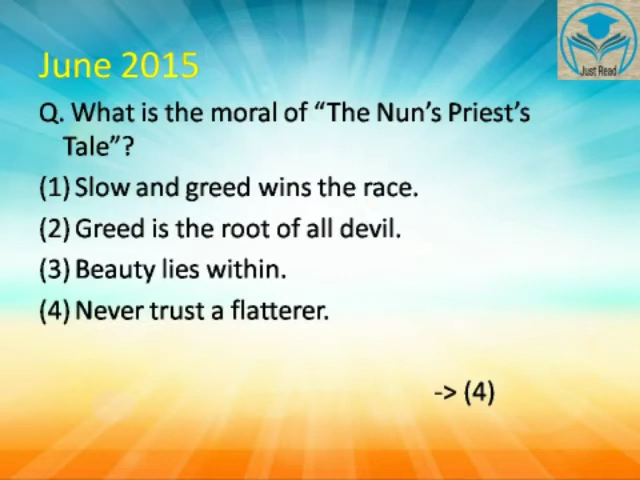 Just Read
June 2015
Q. What is the moral of “The Nun’s Priest’s
Tale”?
(1) Slow and greed wins the race.
(2) Greed is the root of all devil.
(3) Beauty lies within.
(4) Never trust a flatterer.
-> (4)